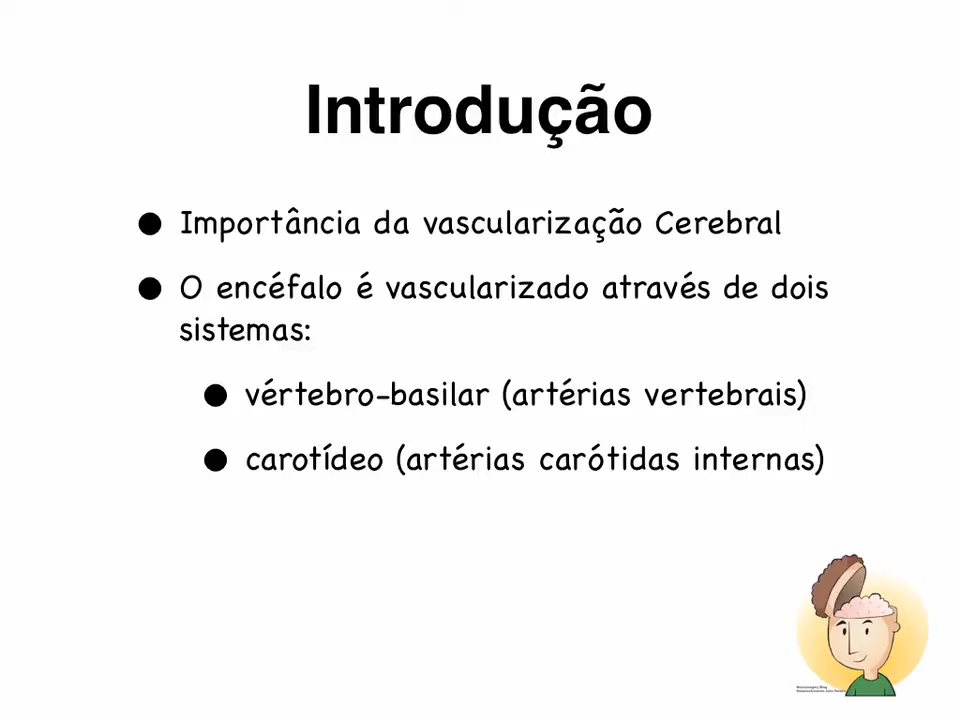 Introdução
• Importância da vascularização Cerebral
• O encéfalo é vascularizado através de dois
sistemas:
• vértebro-basilar (artérias vertebrais)
• carotídeo (artérias carótidas internas)